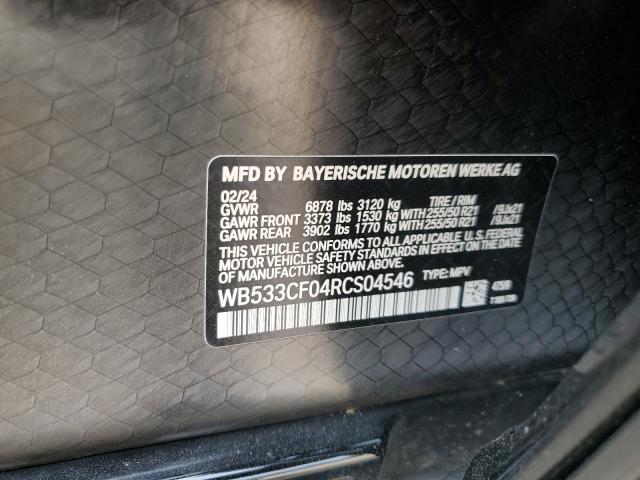 MFD BY BAYERISCHE MOTOREN WERKE AG
02/24 TIRE / RIM
GVWR 6878 lbs 3120 kg
GAWR FRONT 3373 lbs 1530 kg WITH 255/50 R21 /9Jx21
GAWR REAR 3902 lbs 1770 kg WITH 255/50 R21 /9Jx21
THIS VEHICLE CONFORMS TO ALL APPLICABLE U.S. FEDERAL
MOTOR VEHICLE SAFETY STANDARDS IN EFFECT ON THE
DATE OF MANUFACTURE SHOWN ABOVE.
WB533CF04RCS04546 TYPE: MPV